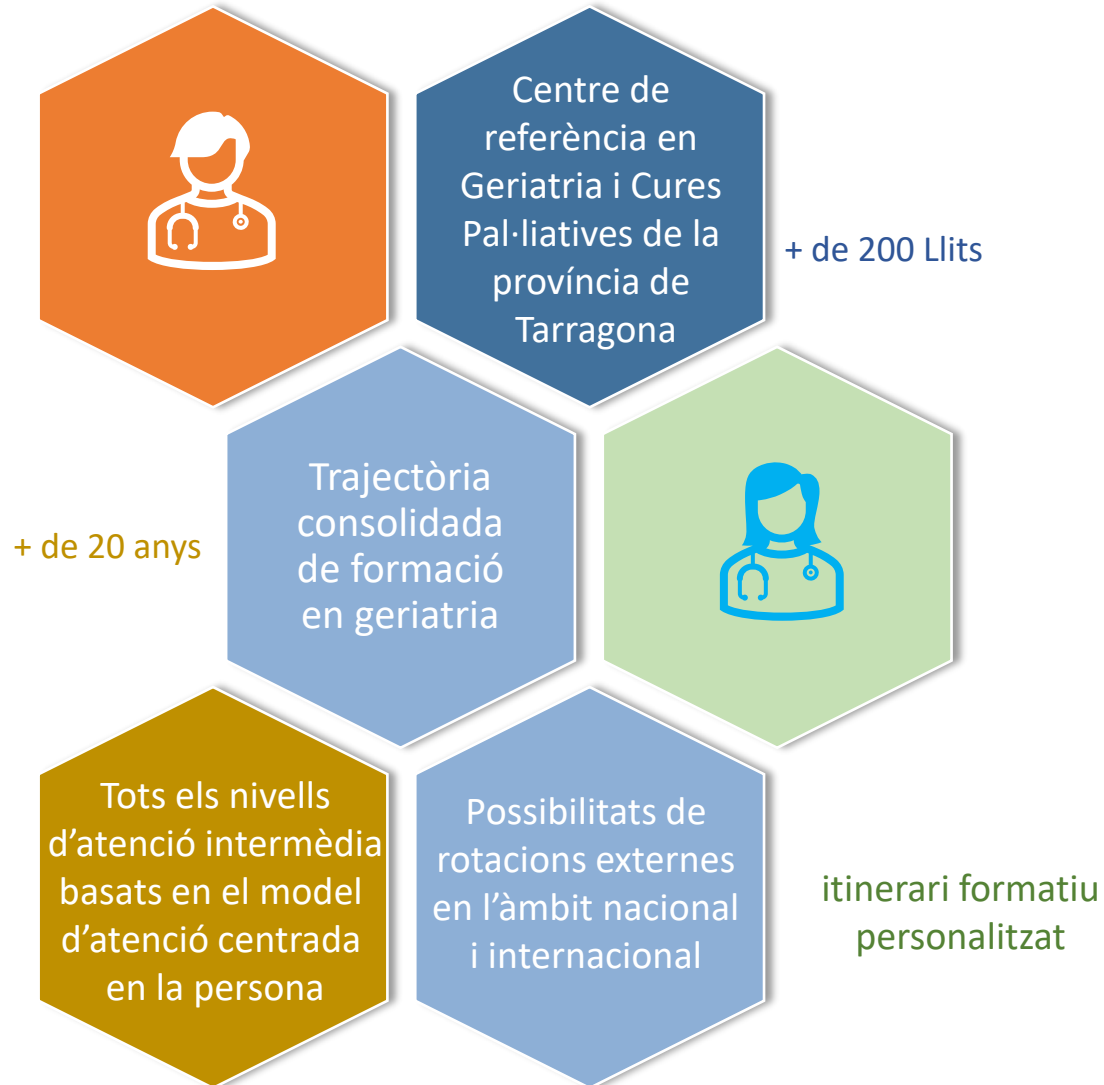 Centre de
referència en
Geriatria i Cures
Pal·liatives de la
província de
Tarragona
+ de 200 Llits
+ de 20 anys
Trajectòria
consolidada
de formació
en geriatria
Tots els nivells
d’atenció intermèdia
basats en el model
d’atenció centrada
en la persona
Possibilitats de
rotacions externes
en l’àmbit nacional
i internacional
itinerari formatiu
personalitzat